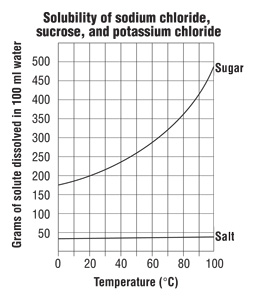 Solubility of sodium chloride,
sucrose, and potassium chloride
Grams of solute dissolved in 100 ml water
500
450
400
350
300
250
200
150
100
50
Sugar
Salt
0
20
40
60
80
100
Temperature (°C)